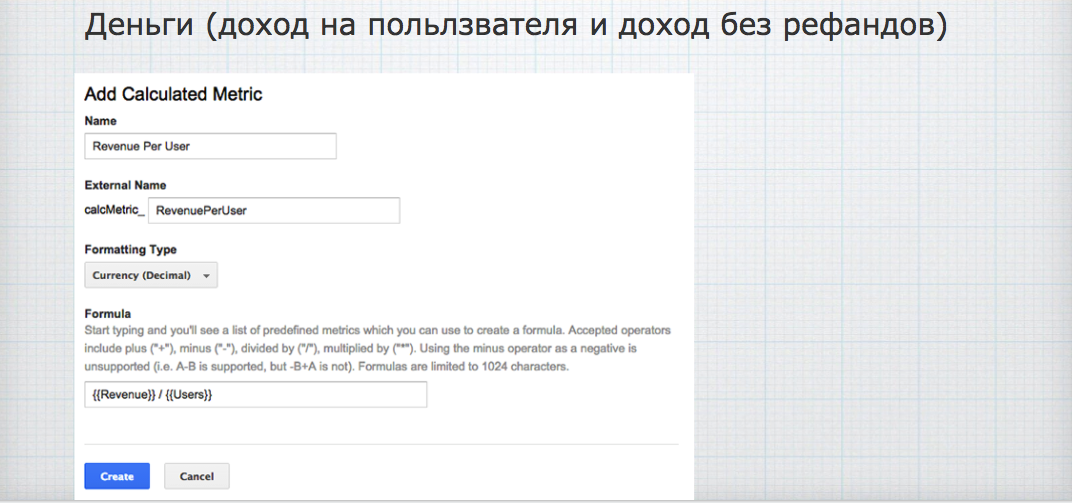 Деньги (доход на пользвателя и доход без рефандов)
Add Calculated Metric
Name
Revenue Per User
External Name
calcMetric_ RevenuePerUser
Formatting Type
Currency (Decimal)
Formula
Start typing and you'll see a list of predefined metrics which you can use to create a formula. Accepted operators
include plus ("+"), minus ("-"), divided by ("/"), multiplied by ("*"). Using the minus operator as a negative is
unsupported (i.e. A-B is supported, but -B+A is not). Formulas are limited to 1024 characters.
{{Revenue}} / {{Users}}
Create Cancel